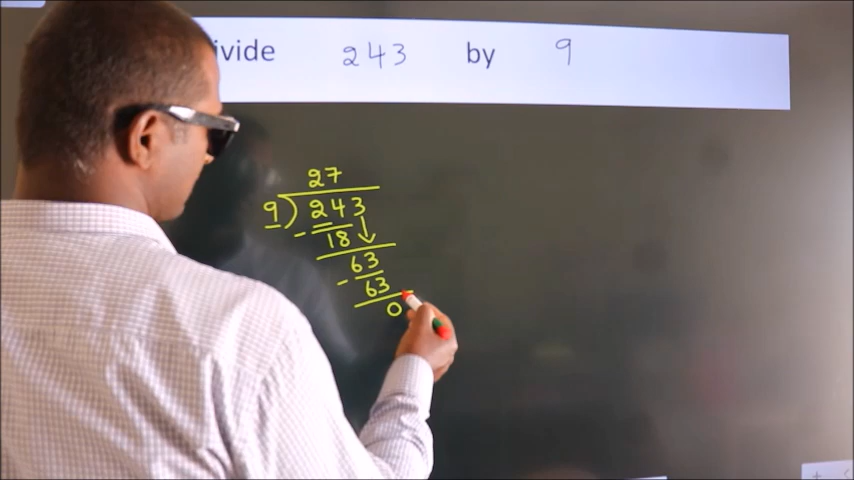 ivide 243 by 9
27
9 ) 243
- 18 ↓
63
- 63
0